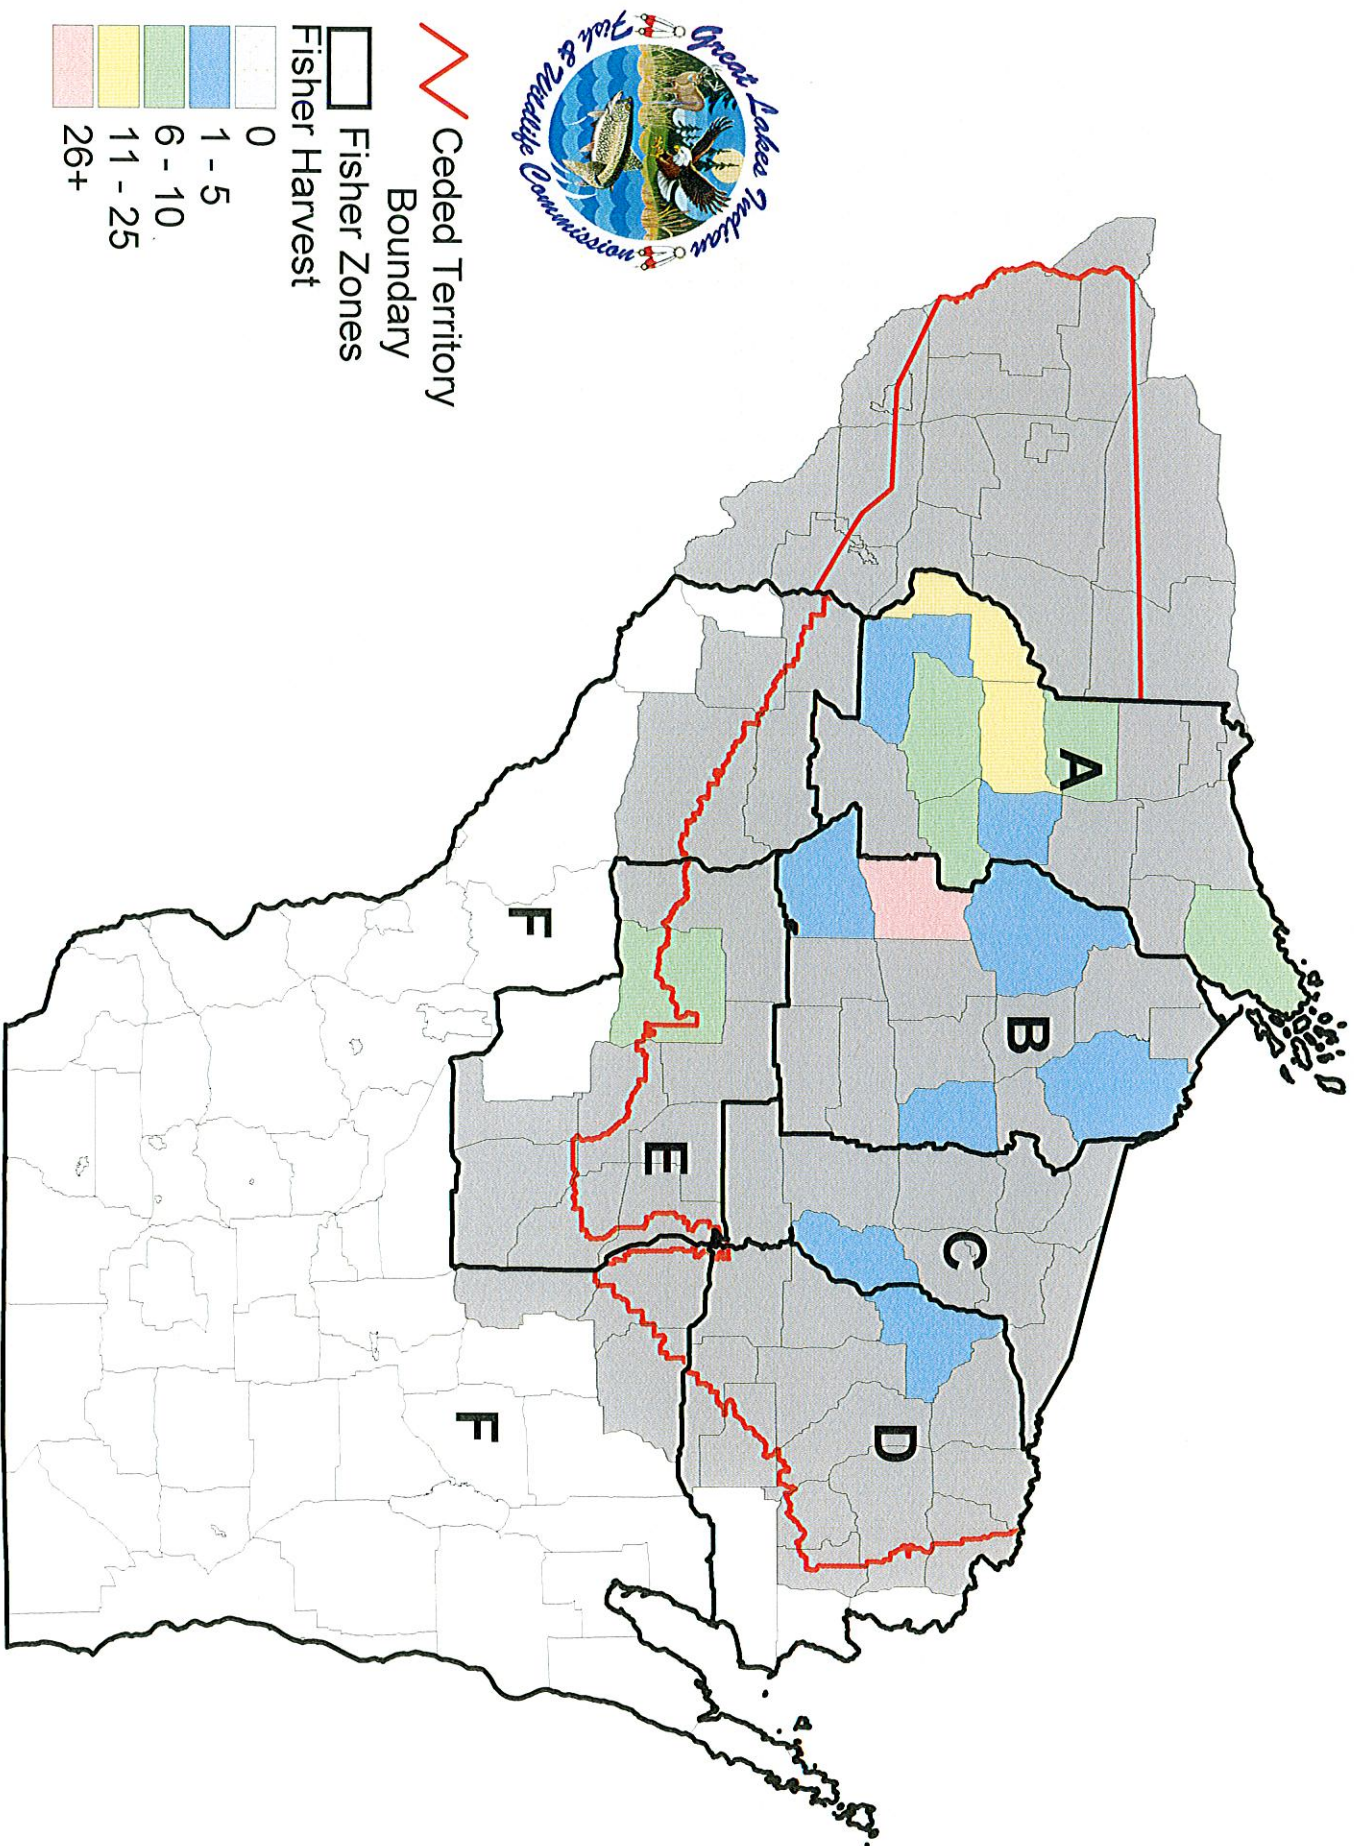 Great Lakes Indian
Fish & Wildlife Commission
Ceded Territory
Boundary
Fisher Zones
Fisher Harvest
0
1 - 5
6 - 10
11 - 25
26+
A
B
C
D
E
F
F